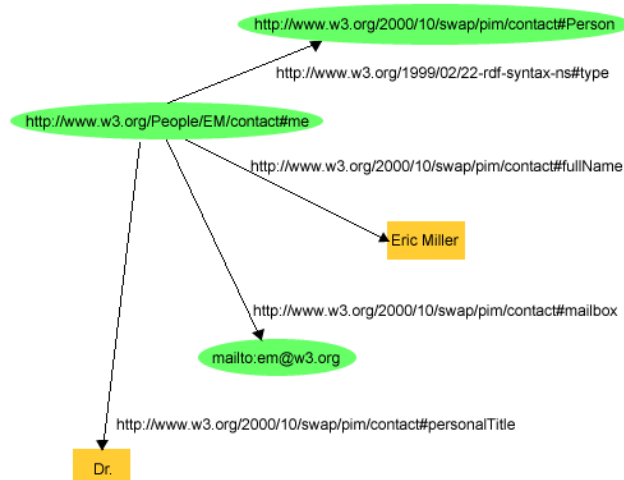 http://www.w3.org/2000/10/swap/pim/contact#Person
http://www.w3.org/1999/02/22-rdf-syntax-ns#type
http://www.w3.org/People/EM/contact#me
http://www.w3.org/2000/10/swap/pim/contact#fullName
Eric Miller
http://www.w3.org/2000/10/swap/pim/contact#mailbox
mailto:em@w3.org
http://www.w3.org/2000/10/swap/pim/contact#personalTitle
Dr.